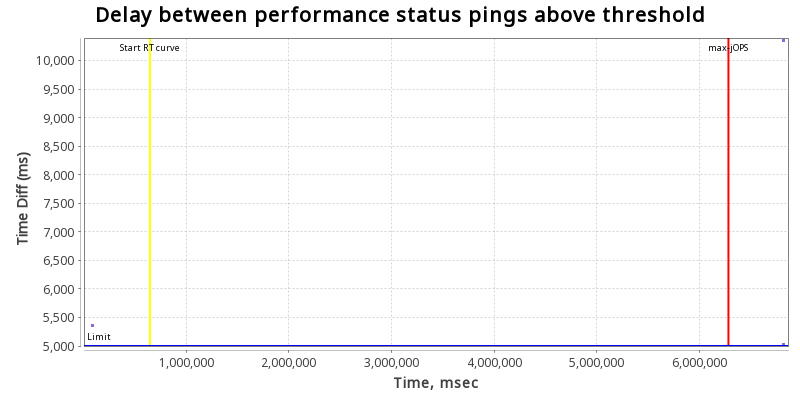 Delay between performance status pings above threshold
Start RT curve
max-jOPS
10,000
9,500
9,000
8,500
8,000
7,500
7,000
6,500
6,000
5,500
5,000
Time Diff (ms)
Limit
1,000,000
2,000,000
3,000,000
4,000,000
5,000,000
6,000,000
Time, msec